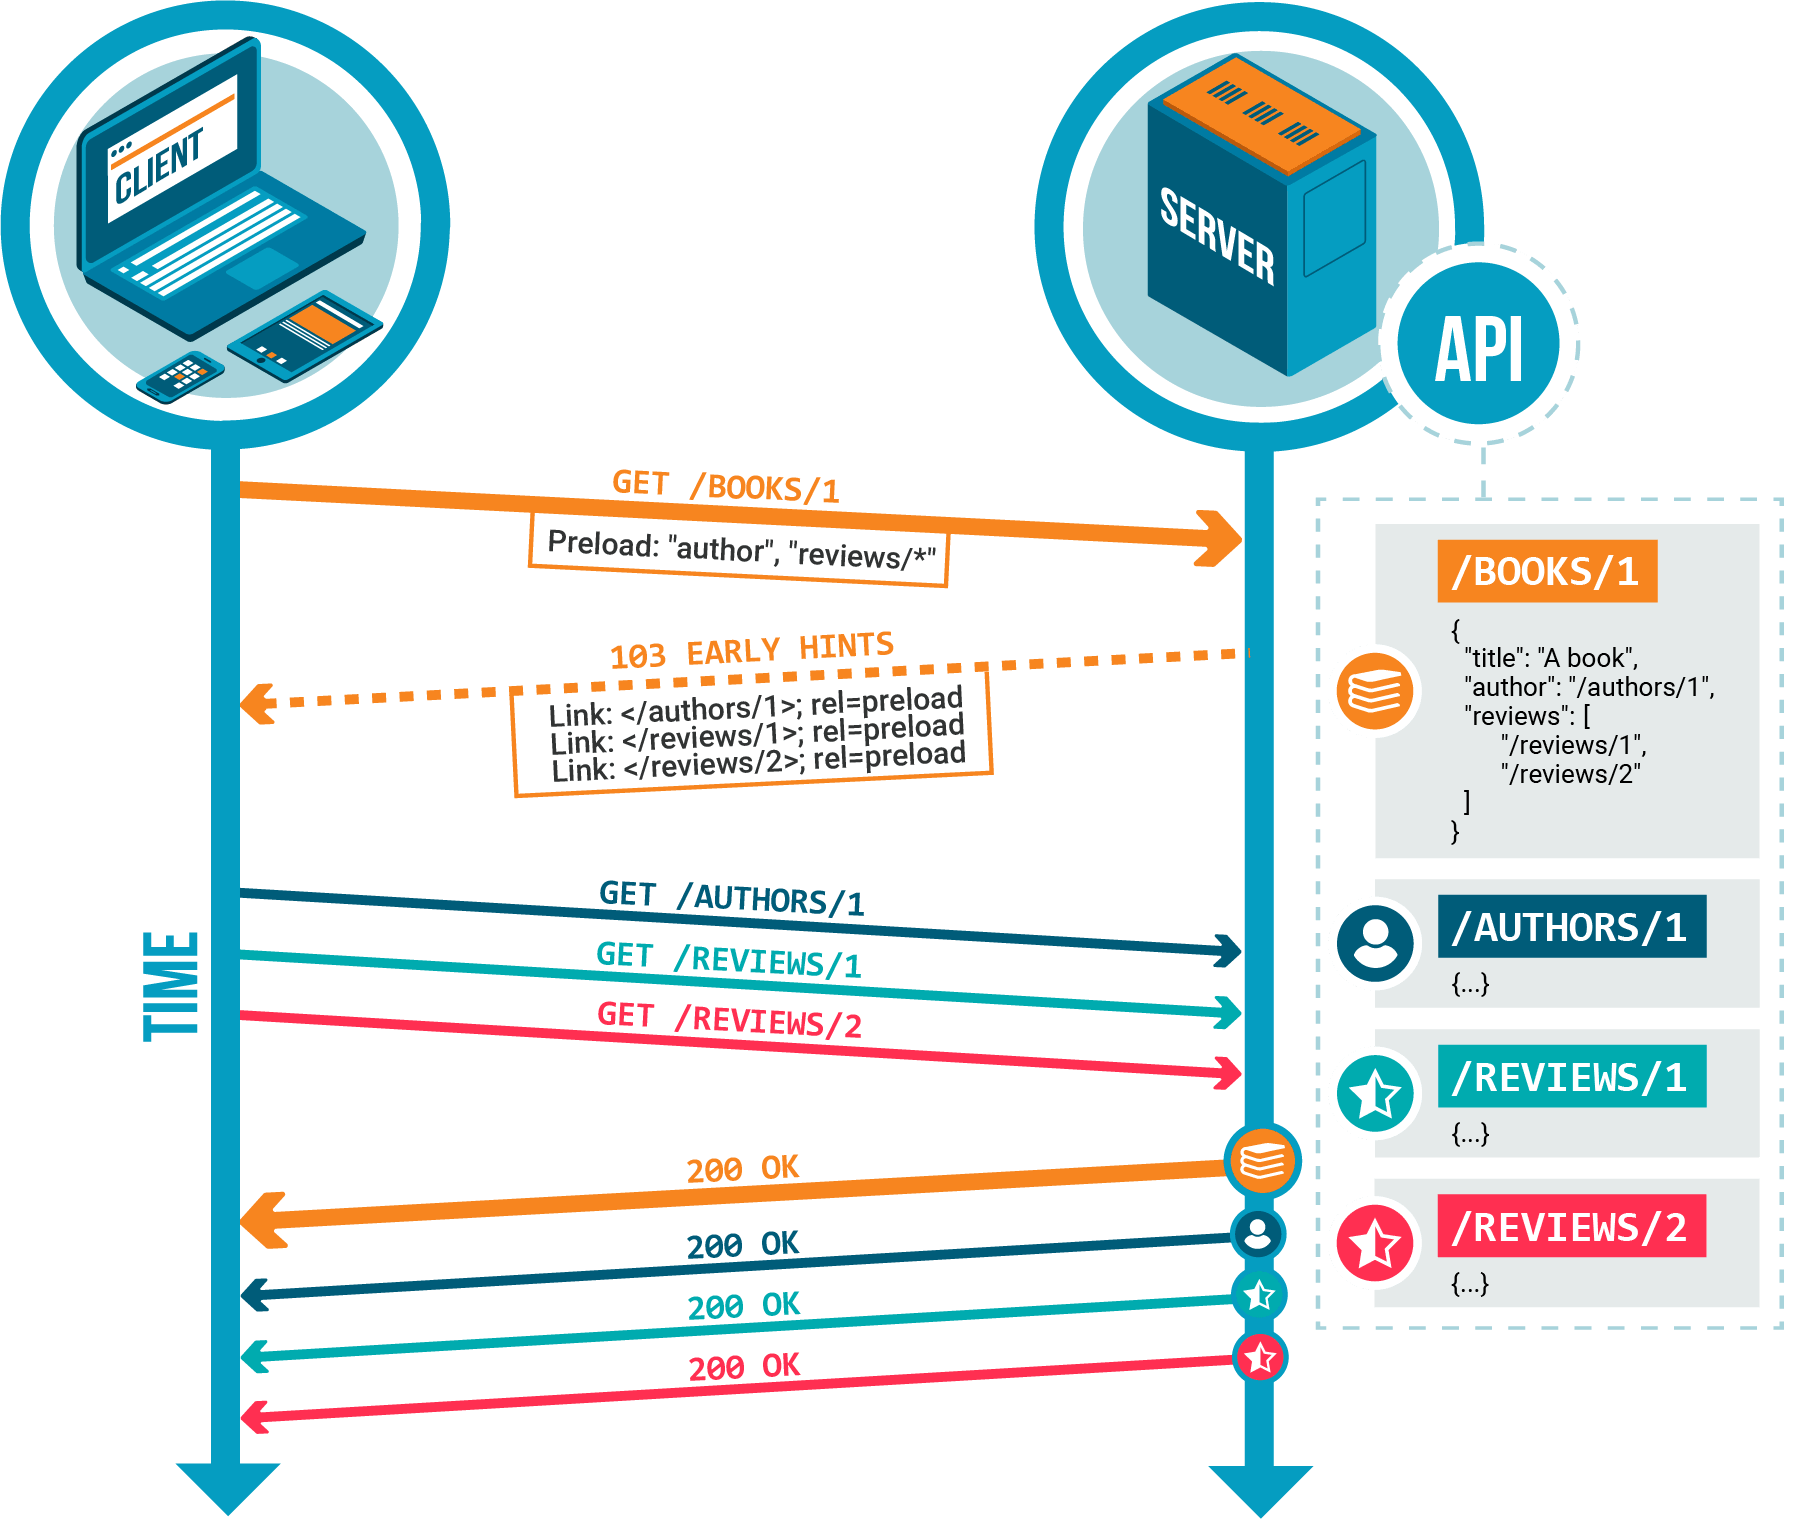 CLIENT
SERVER
API
GET /BOOKS/1
Preload: "author", "reviews/*"
103 EARLY HINTS
Link: </authors/1>; rel=preload
Link: </reviews/1>; rel=preload
Link: </reviews/2>; rel=preload
GET /AUTHORS/1
GET /REVIEWS/1
GET /REVIEWS/2
TIME
200 OK
200 OK
200 OK
200 OK
/BOOKS/1
{
"title": "A book",
"author": "/authors/1",
"reviews": [
"/reviews/1",
"/reviews/2"
]
}
/AUTHORS/1
{...}
/REVIEWS/1
{...}
/REVIEWS/2
{...}